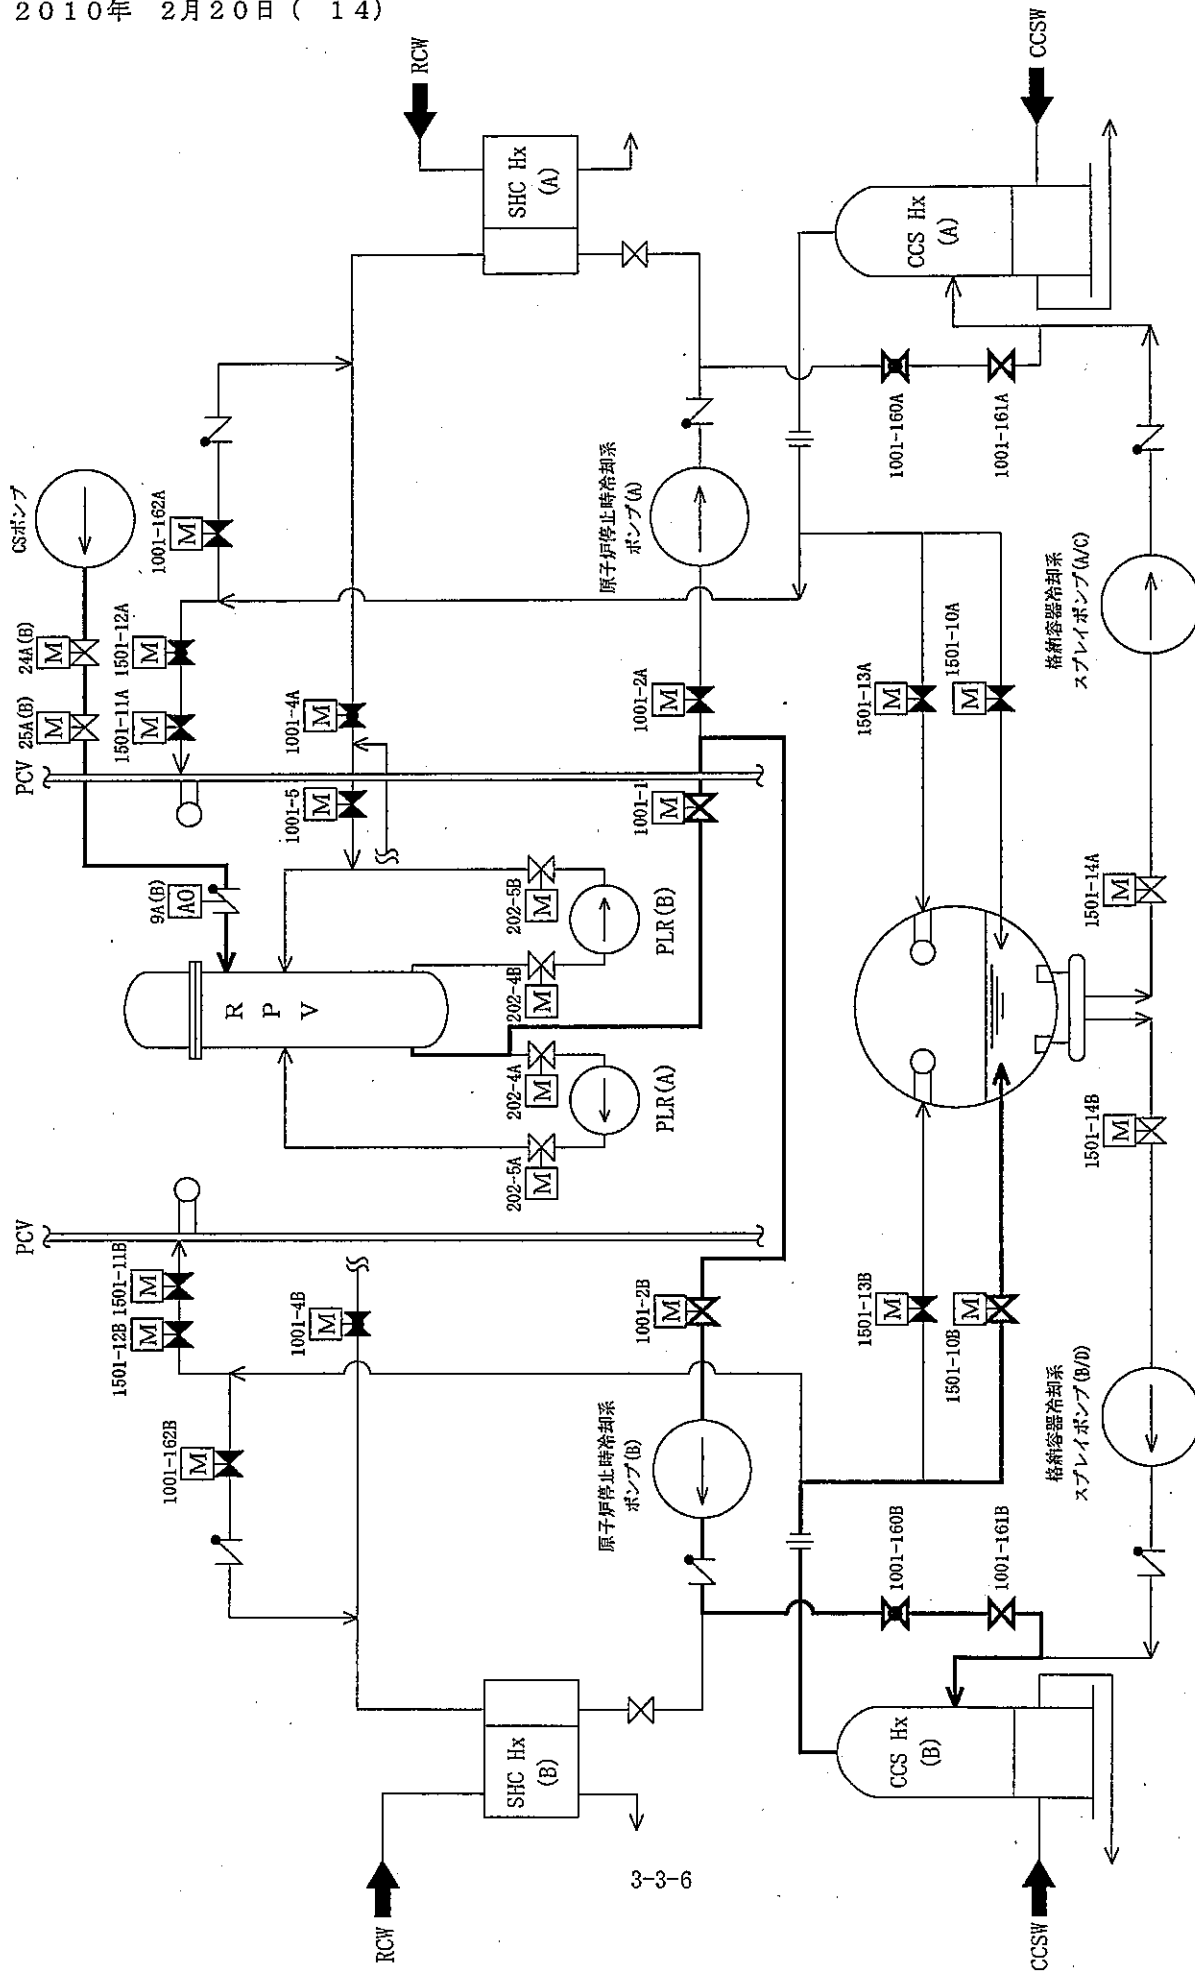 2010年 2月20日( 14)
RCW
CCSW
SHC Hx
(A)
CCS Hx
(A)
CSポンプ
M
1001-162A
原子炉停止時冷却系
ポンプ(A)
1001-160A
1001-161A
PCV
M
25A(B)
M
24A(B)
M
1501-11A
M
1501-12A
M
1001-4A
M
1001-5
M
1001-2A
M
1001-1
M
1501-13A
M
1501-10A
格納容器冷却系
スプレイポンプ(A/C)
AO
9A(B)
R
P
V
M
202-5B
M
202-4B
PLR(B)
M
202-4A
M
202-5A
PLR(A)
M
1501-14A
M
1501-14B
PCV
M
1501-12B
M
1501-11B
M
1001-4B
M
1001-2B
M
1501-13B
M
1501-10B
M
1001-162B
原子炉停止時冷却系
ポンプ(B)
格納容器冷却系
スプレイポンプ(B/D)
1001-160B
1001-161B
SHC Hx
(B)
CCS Hx
(B)
RCW
CCSW
3-3-6